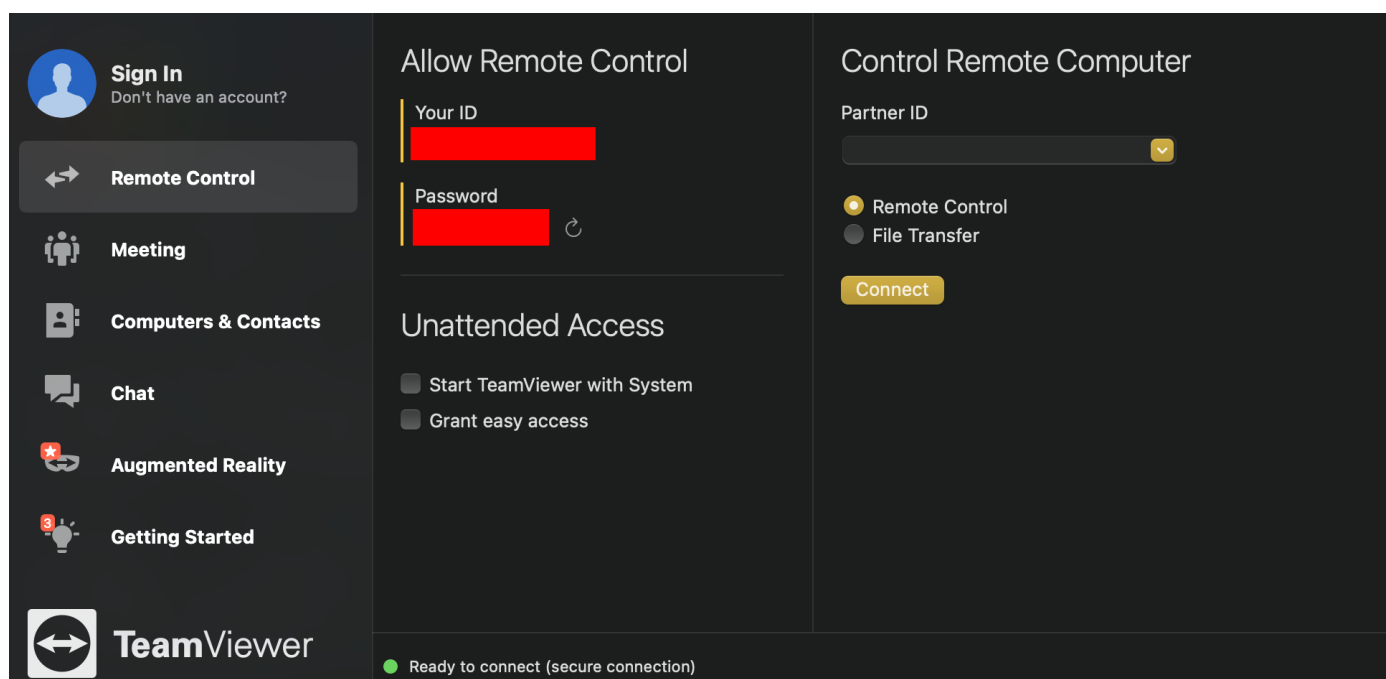 Sign In
Don't have an account?
Remote Control
Meeting
Computers & Contacts
Chat
Augmented Reality
3
Getting Started
TeamViewer
Allow Remote Control
Your ID
Password
Unattended Access
Start TeamViewer with System
Grant easy access
Control Remote Computer
Partner ID
Remote Control
File Transfer
Connect
Ready to connect (secure connection)